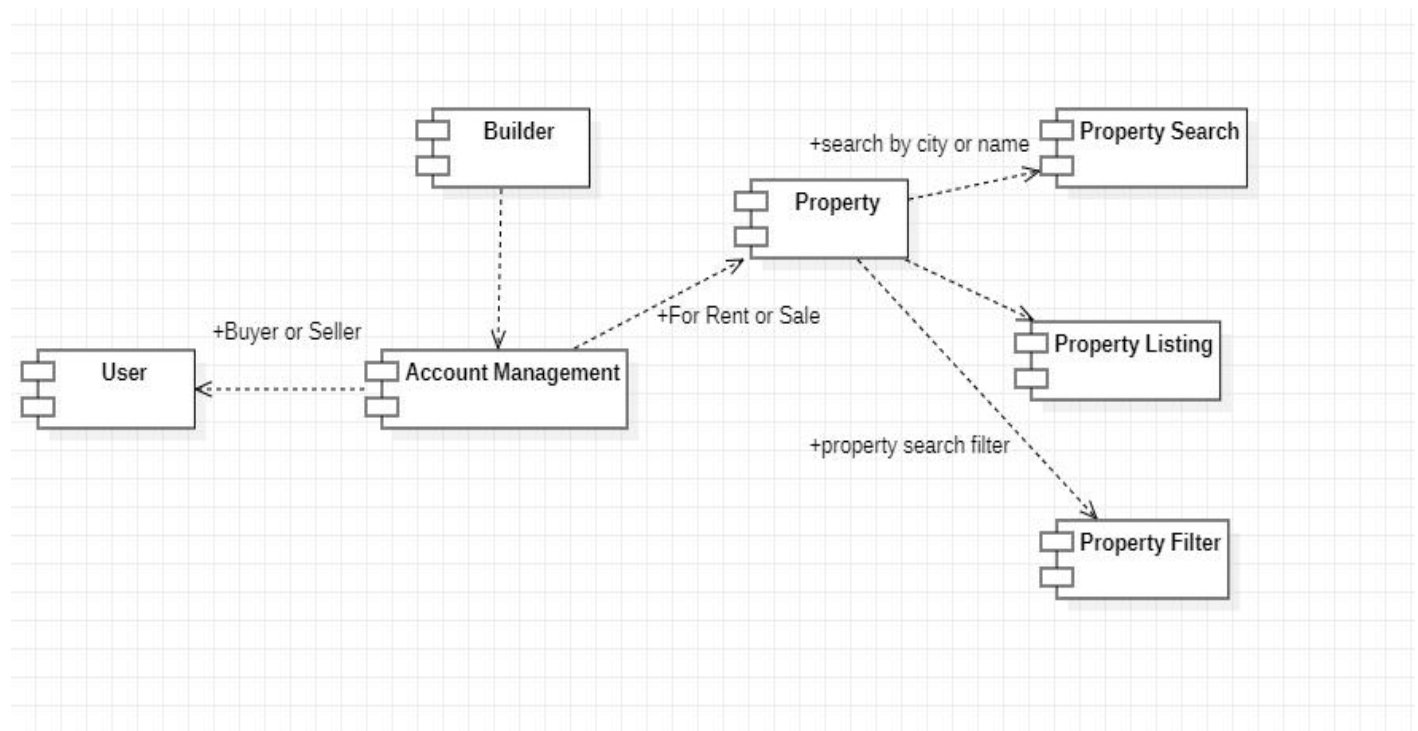 Builder
Property Search
+search by city or name
Property
+For Rent or Sale
+Buyer or Seller
Property Listing
User
Account Management
+property search filter
Property Filter